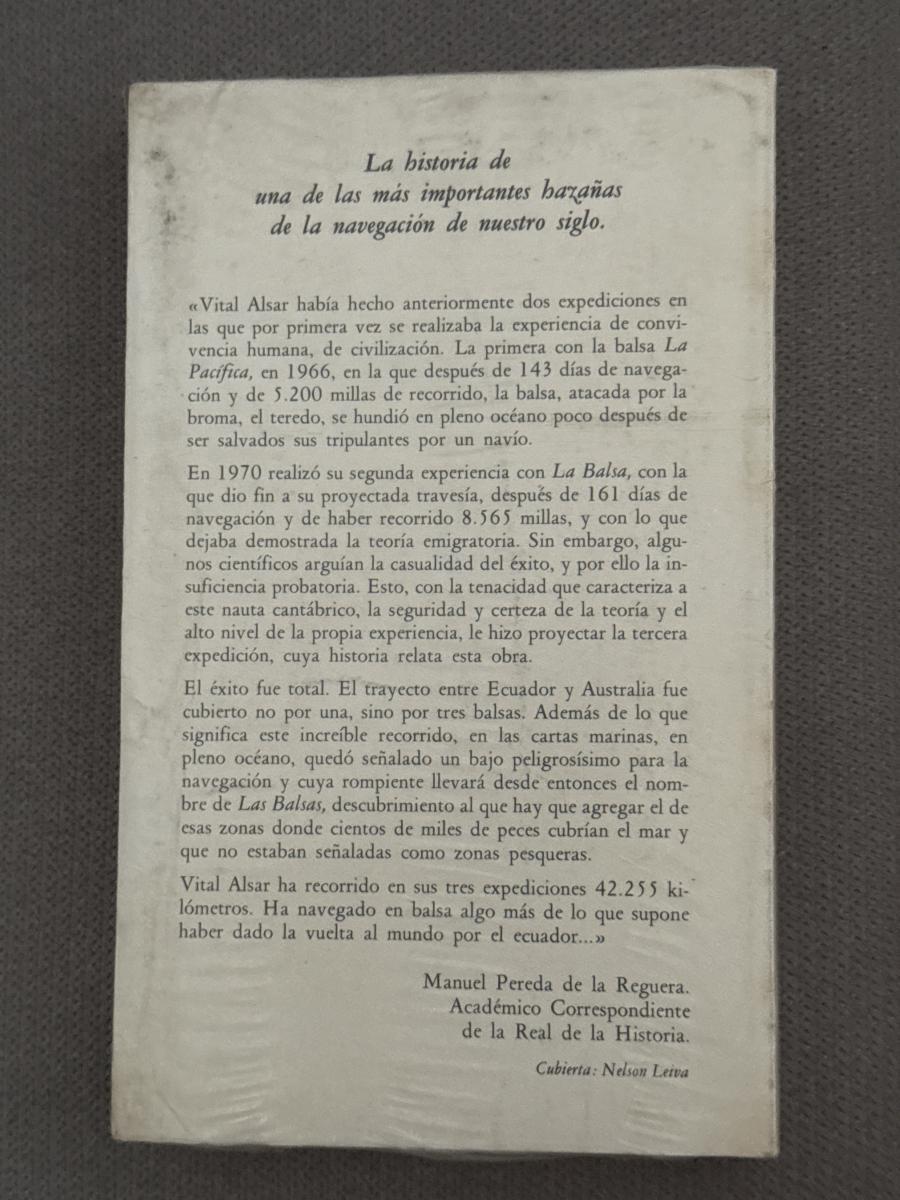 La historia de
una de las más importantes hazañas
de la navegación de nuestro siglo.
«Vital Alsar había hecho anteriormente dos expediciones en
las que por primera vez se realizaba la experiencia de convi-
vencia humana, de civilización. La primera con la balsa La
Pacífica, en 1966, en la que después de 143 días de navega-
ción y de 5.200 millas de recorrido, la balsa, atacada por la
broma, el teredo, se hundió en pleno océano poco después de
ser salvados sus tripulantes por un navío.
En 1970 realizó su segunda experiencia con La Balsa, con la
que dio fin a su proyectada travesía, después de 161 días de
navegación y de haber recorrido 8.565 millas, y con lo que
dejaba demostrada la teoría emigratoria. Sin embargo, algu-
nos científicos arguían la casualidad del éxito, y por ello la in-
suficiencia probatoria. Esto, con la tenacidad que caracteriza a
este nauta cantábrico, la seguridad y certeza de la teoría y el
alto nivel de la propia experiencia, le hizo proyectar la tercera
expedición, cuya historia relata esta obra.
El éxito fue total. El trayecto entre Ecuador y Australia fue
cubierto no por una, sino por tres balsas. Además de lo que
significa este increíble recorrido, en las cartas marinas, en
pleno océano, quedó señalado un bajo peligrosísimo para la
navegación y cuya rompiente llevará desde entonces el nom-
bre de Las Balsas, descubrimiento al que hay que agregar el de
esas zonas donde cientos de miles de peces cubrían el mar y
que no estaban señaladas como zonas pesqueras.
Vital Alsar ha recorrido en sus tres expediciones 42.255 ki-
lómetros. Ha navegado en balsa algo más de lo que supone
haber dado la vuelta al mundo por el ecuador...»
Manuel Pereda de la Reguera.
Académico Correspondiente
de la Real de la Historia.
Cubierta: Nelson Leiva